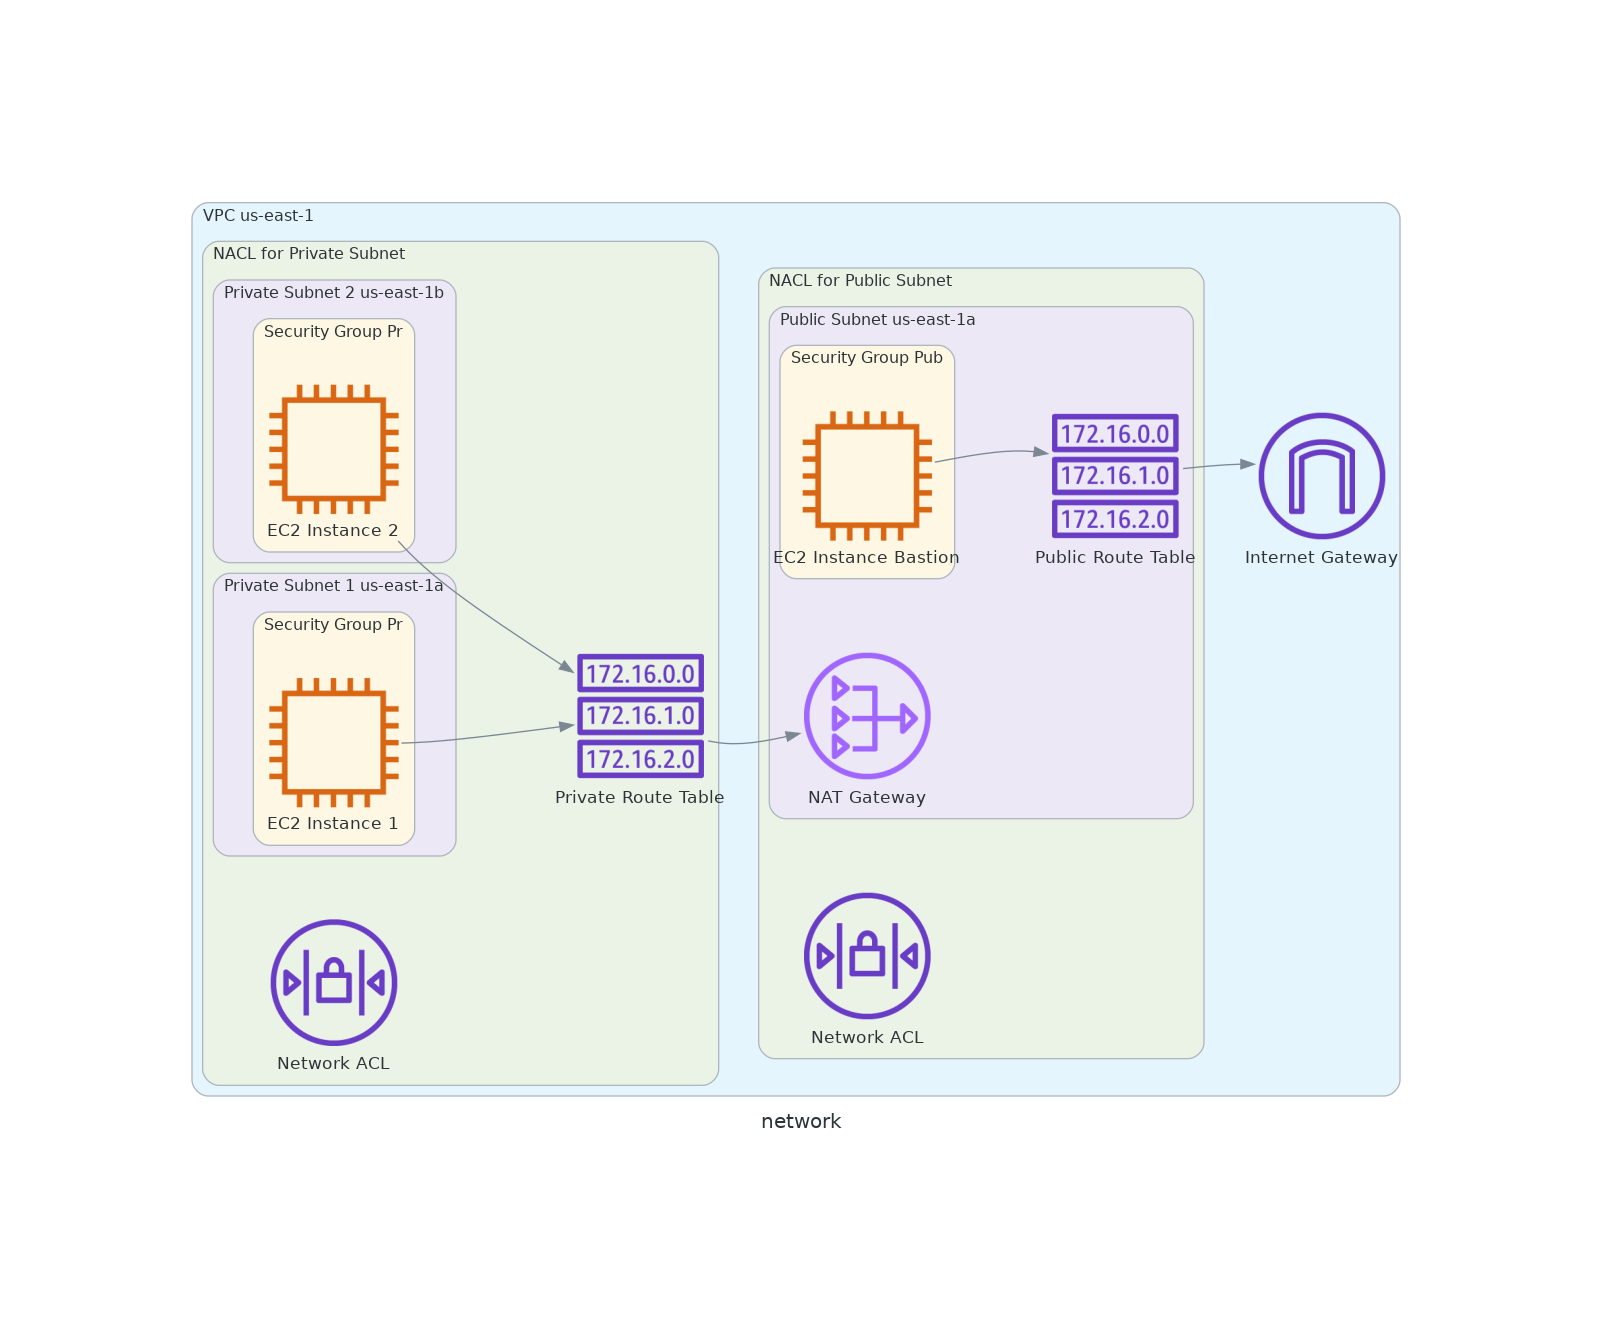 VPC us-east-1
NACL for Private Subnet
Private Subnet 2 us-east-1b
Security Group Pr
EC2 Instance 2
Private Subnet 1 us-east-1a
Security Group Pr
EC2 Instance 1
172.16.0.0
172.16.1.0
172.16.2.0
Private Route Table
Network ACL
NACL for Public Subnet
Public Subnet us-east-1a
Security Group Pub
EC2 Instance Bastion
172.16.0.0
172.16.1.0
172.16.2.0
Public Route Table
NAT Gateway
Network ACL
Internet Gateway
network